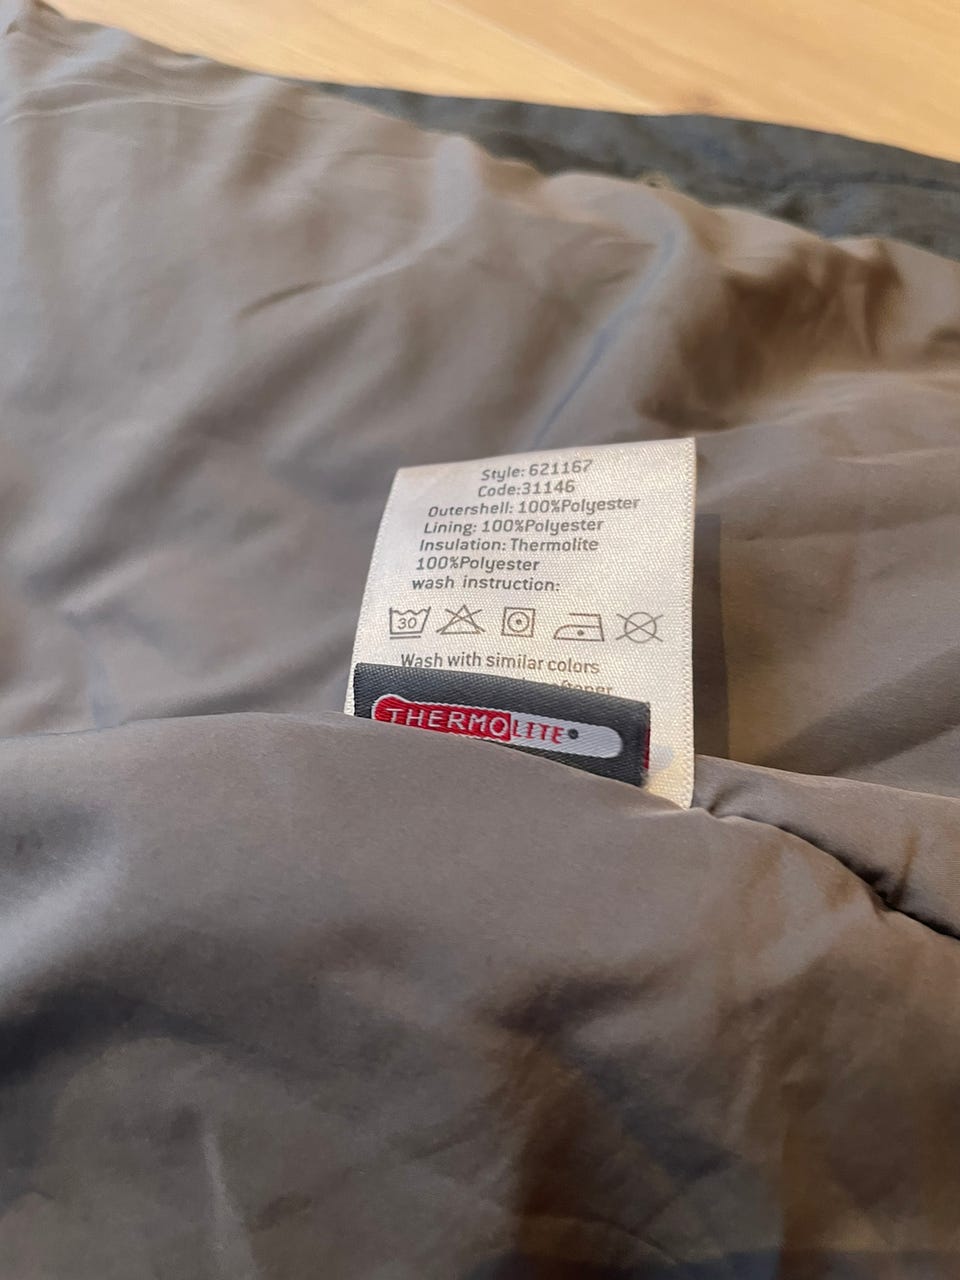 Style: 621167
Code:31146
Outershell: 100%Polyester
Lining: 100%Polyester
Insulation: Thermolite
100%Polyester
wash instruction:
30
Wash with similar colors
softener
THERMOLITE®